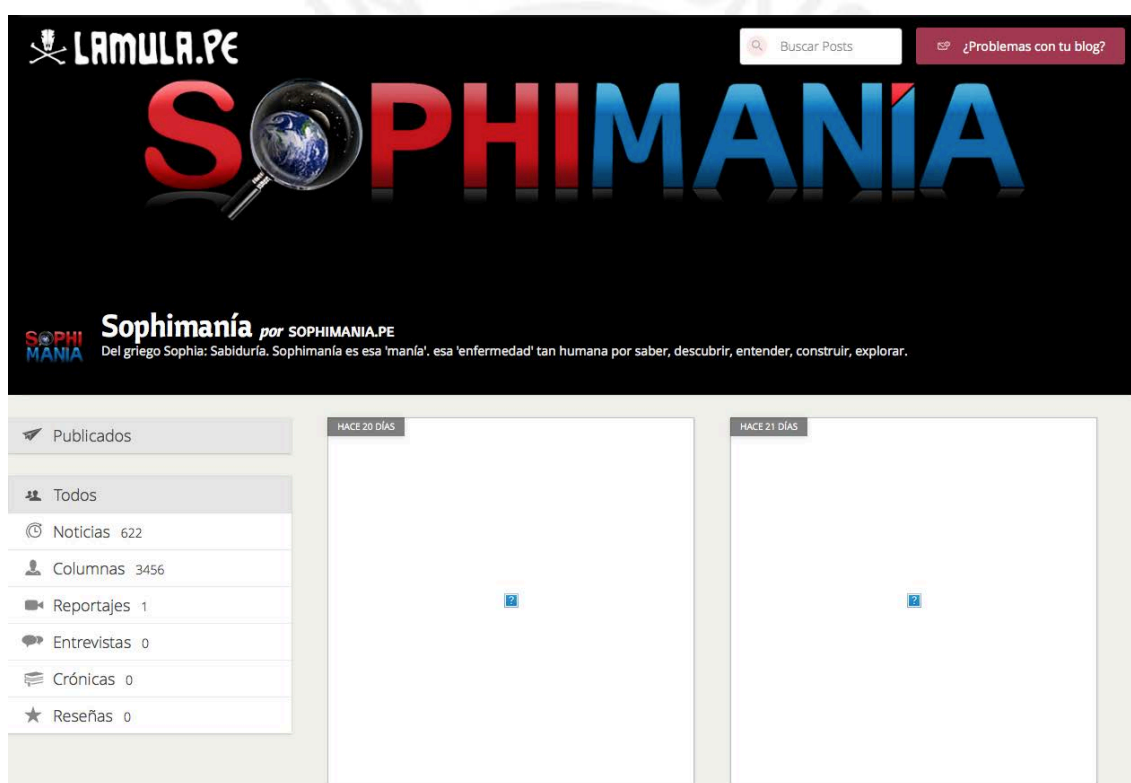 LAMULA.PE
Buscar Posts
¿Problemas con tu blog?
SOPHIMANÍA
SOPHI
MANIA
Sophimanía por SOPHIMANIA.PE
Del griego Sophia: Sabiduría. Sophimanía es esa 'manía'. esa 'enfermedad' tan humana por saber, descubrir, entender, construir, explorar.
Publicados
Todos
Noticias 622
Columnas 3456
Reportajes 1
Entrevistas 0
Crónicas 0
Reseñas 0
HACE 20 DÍAS
?
HACE 21 DÍAS
?